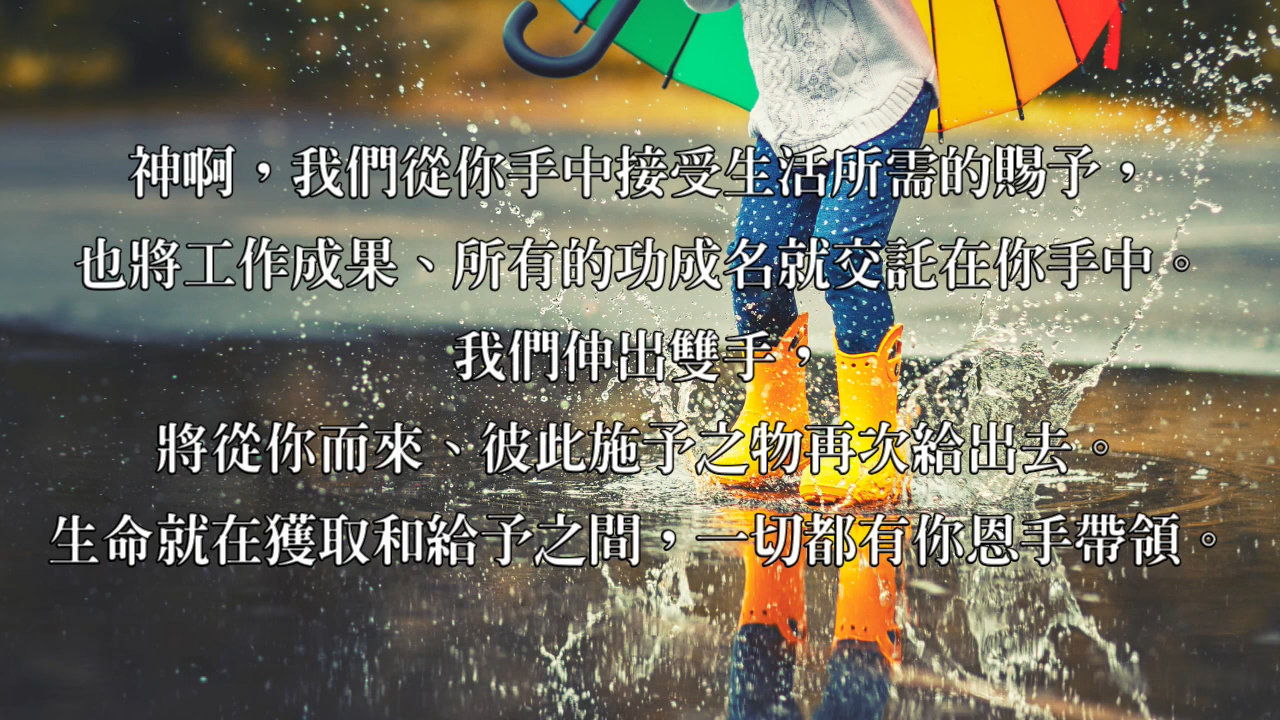 神啊，我們從你手中接受生活所需的賜予，
也將工作成果、所有的功成名就交託在你手中。
我們伸出雙手，
將從你而來、彼此施予之物再次給出去。
生命就在獲取和給予之間，一切都有你恩手帶領。